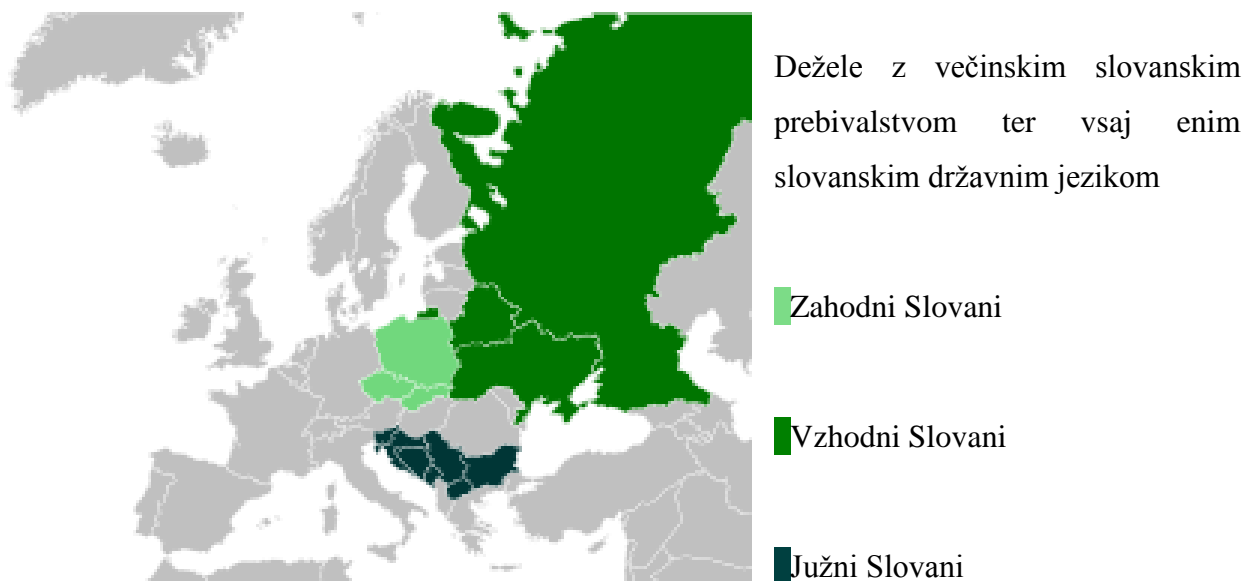 Dežele z večinskim slovanskim
prebivalstvom ter vsaj enim
slovanskim državnim jezikom
Zahodni Slovani
Vzhodni Slovani
Južni Slovani